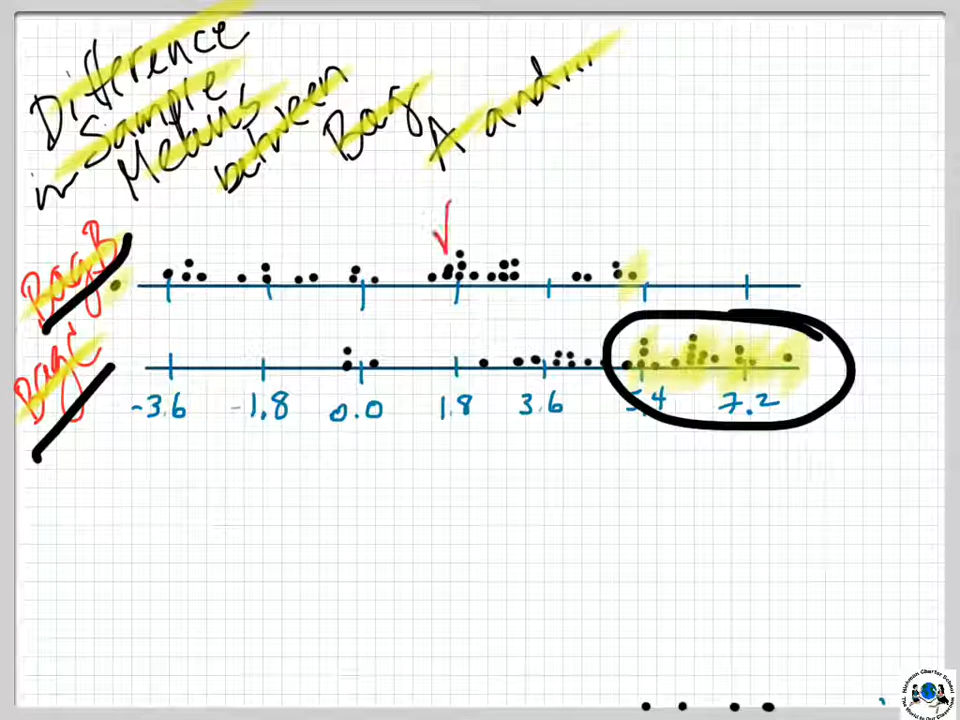 Difference
in Sample
Means
between
Bag
A and...
Bag B
Bag C
-3.6 -1.8 0.0 1.8 3.6 5.4 7.2